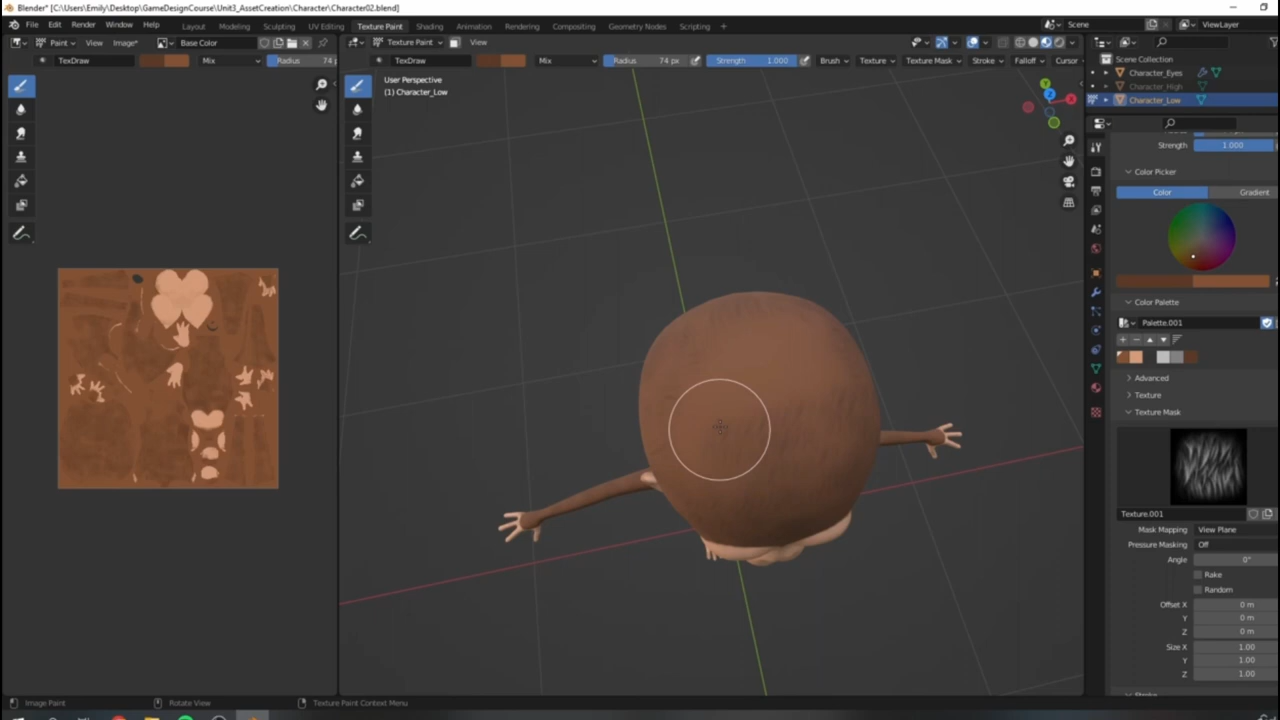 Blender* [C:\Users\Emily\Desktop\GameDesignCourse\Unit3_AssetCreation\Character\Character02.blend]
File Edit Render Window Help Layout Modeling Sculpting UV Editing Texture Paint Shading Animation Rendering Compositing Geometry Nodes Scripting + Scene ViewLayer
Paint View Image* Base Color Texture Paint View
TexDraw Mix Radius 74 p TexDraw Mix Radius 74 px Strength 1.000 Brush Texture Texture Mask Stroke Falloff Cursor
Scene Collection
Character_Eyes
Character_High
Character_Low
User Perspective
(1) Character_Low
Y
Z
X
Strength 1.000
Color Picker
Color Gradient
Color Palette
Palette.001
Advanced
Texture
Texture Mask
Texture.001
Mask Mapping View Plane
Pressure Masking Off
Angle 0°
Rake
Random
Offset X 0 m
Y 0 m
Z 0 m
Size X 1.00
Y 1.00
Z 1.00
Image Paint Rotate View Texture Paint Context Menu